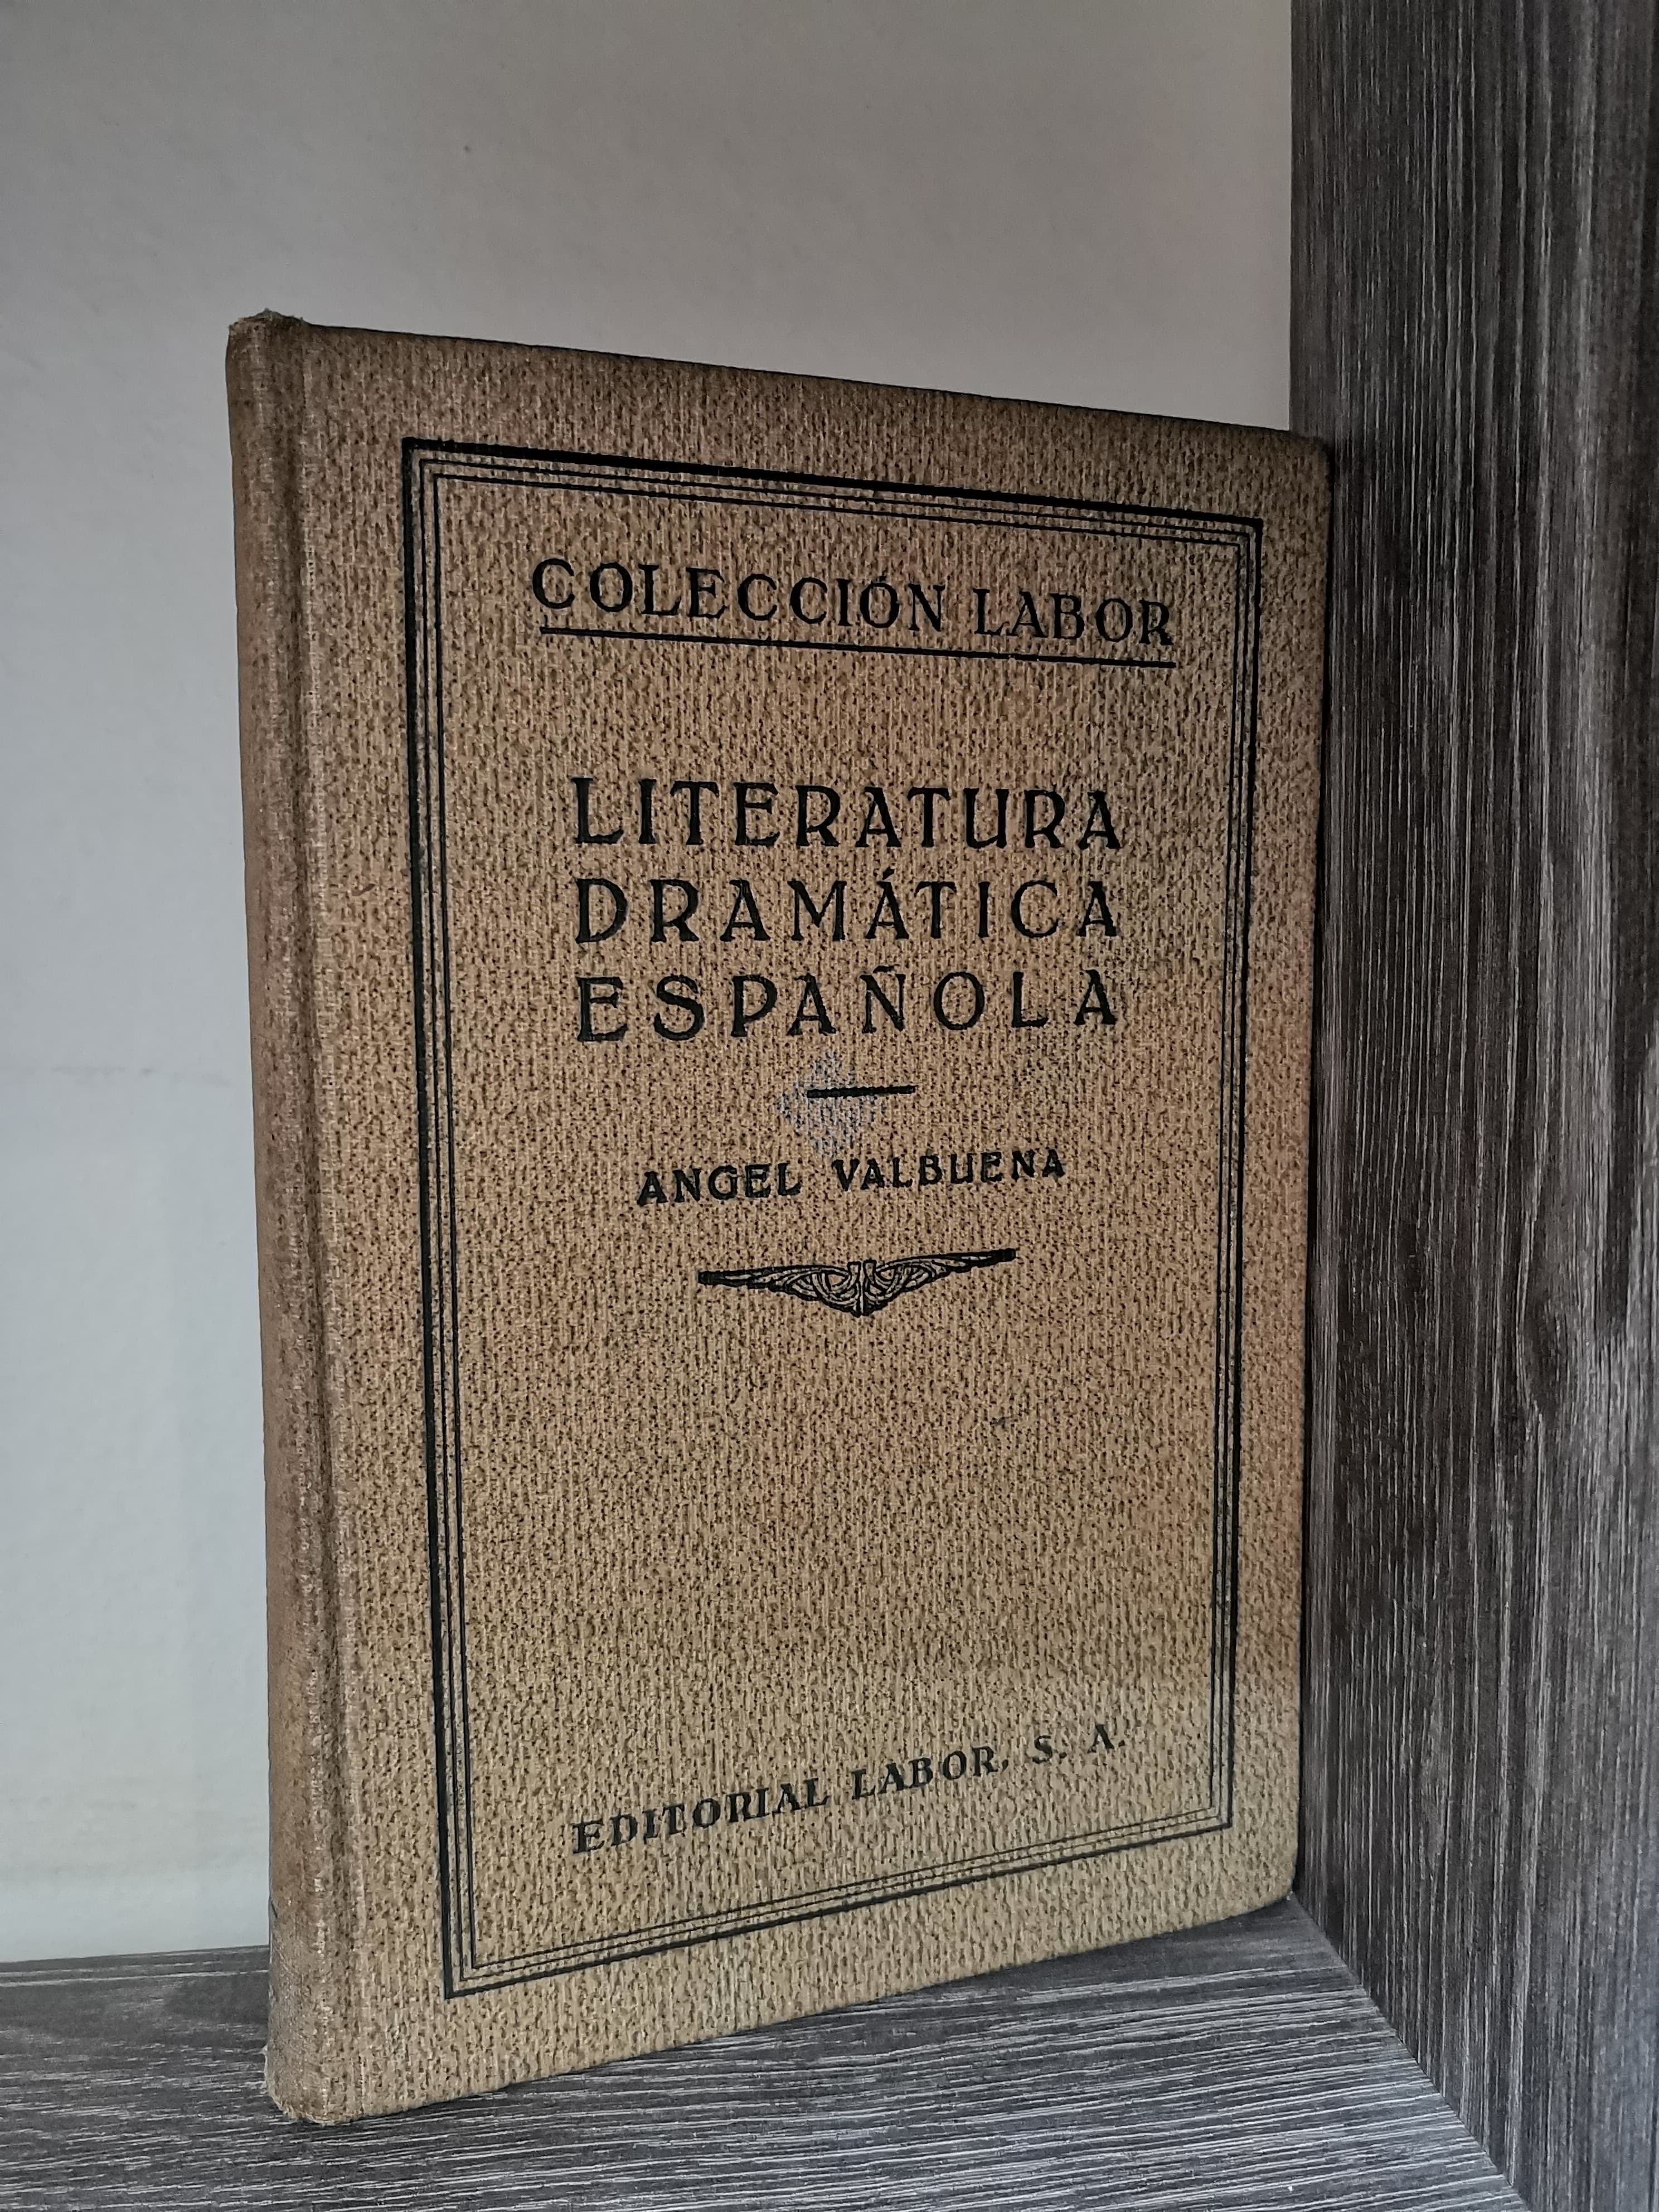 COLECCIÓN LABOR
LITERATURA
DRAMÁTICA
ESPAÑOLA
ANGEL VALBUENA
EDITORIAL LABOR, S. A.